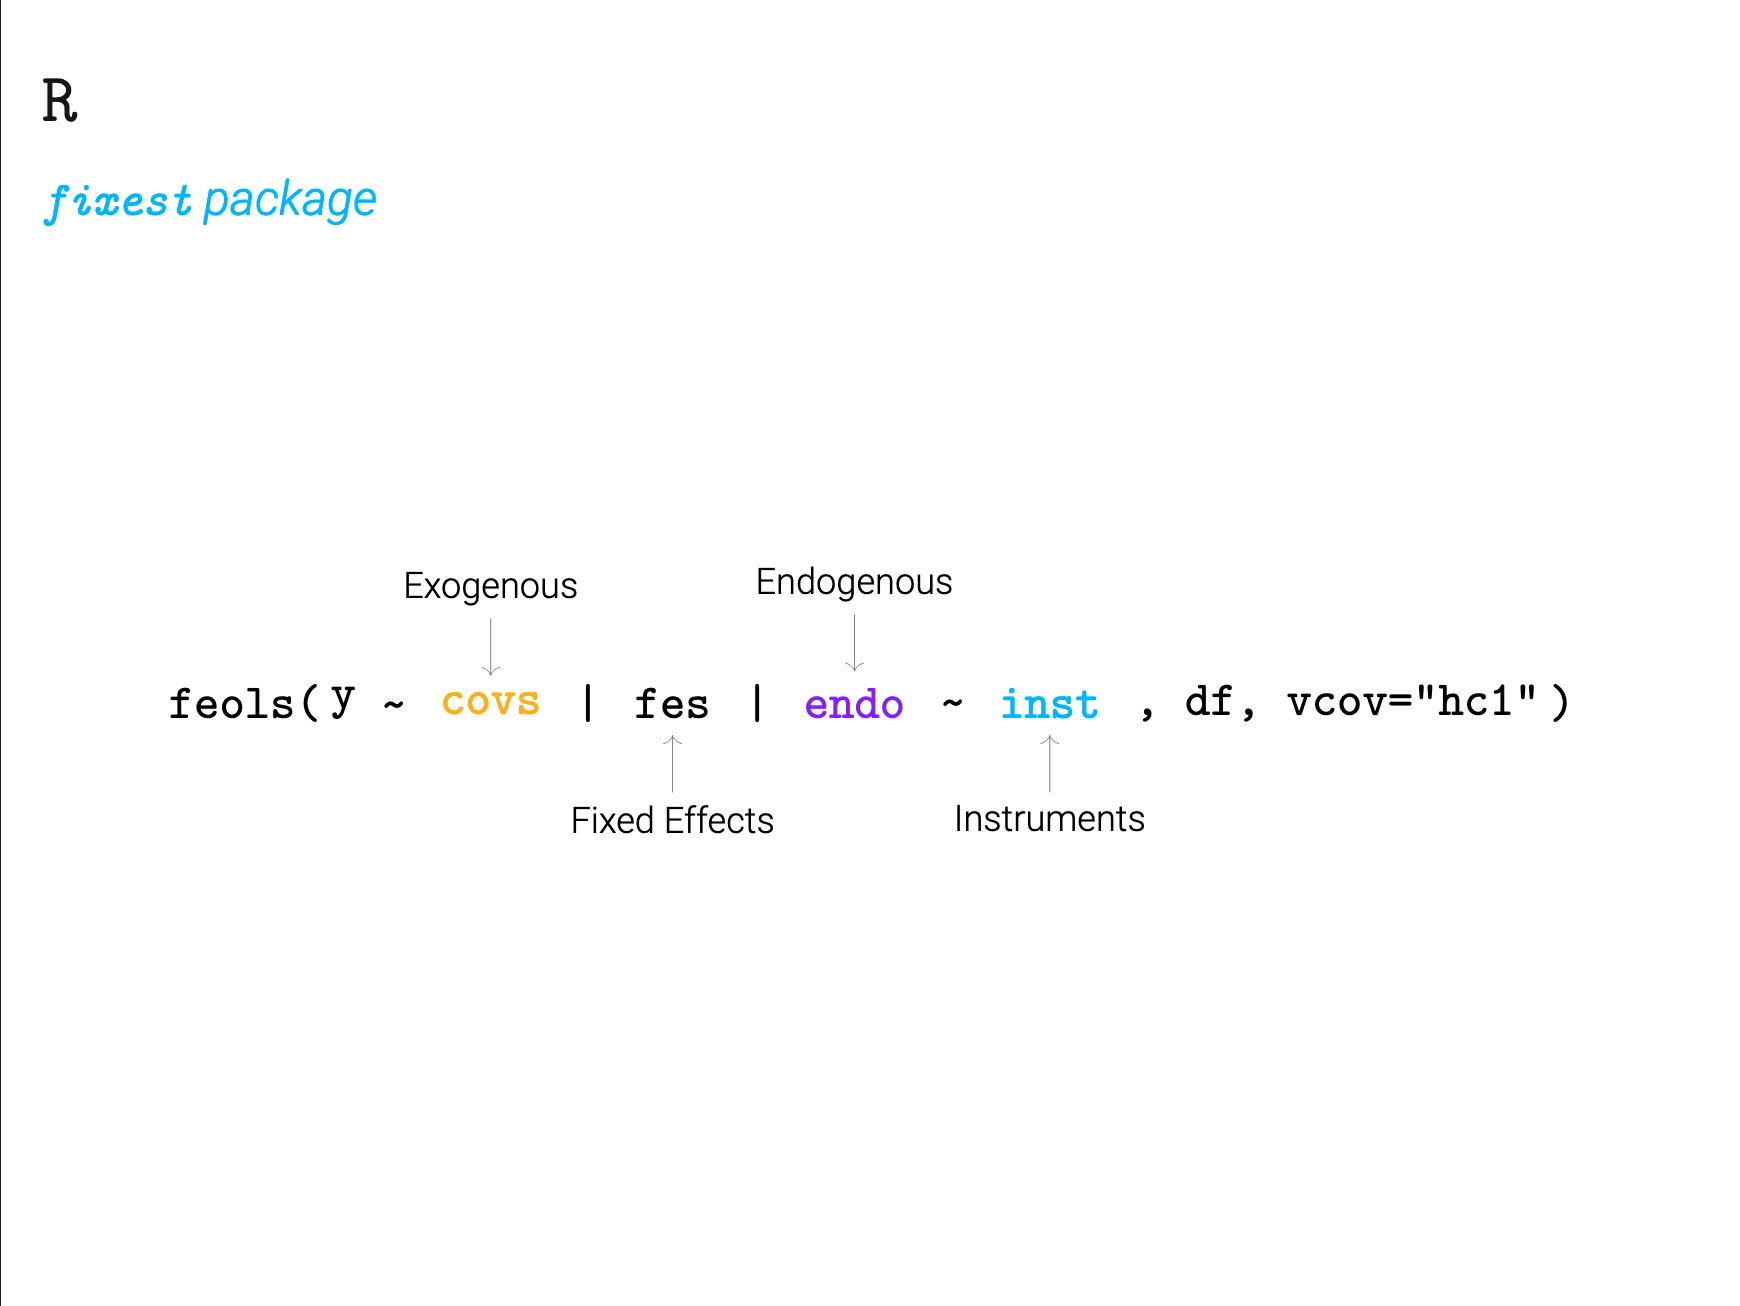 R
fixest package
Exogenous
Endogenous
feols( y ~ covs | fes | endo ~ inst , df, vcov="hc1" )
Fixed Effects
Instruments